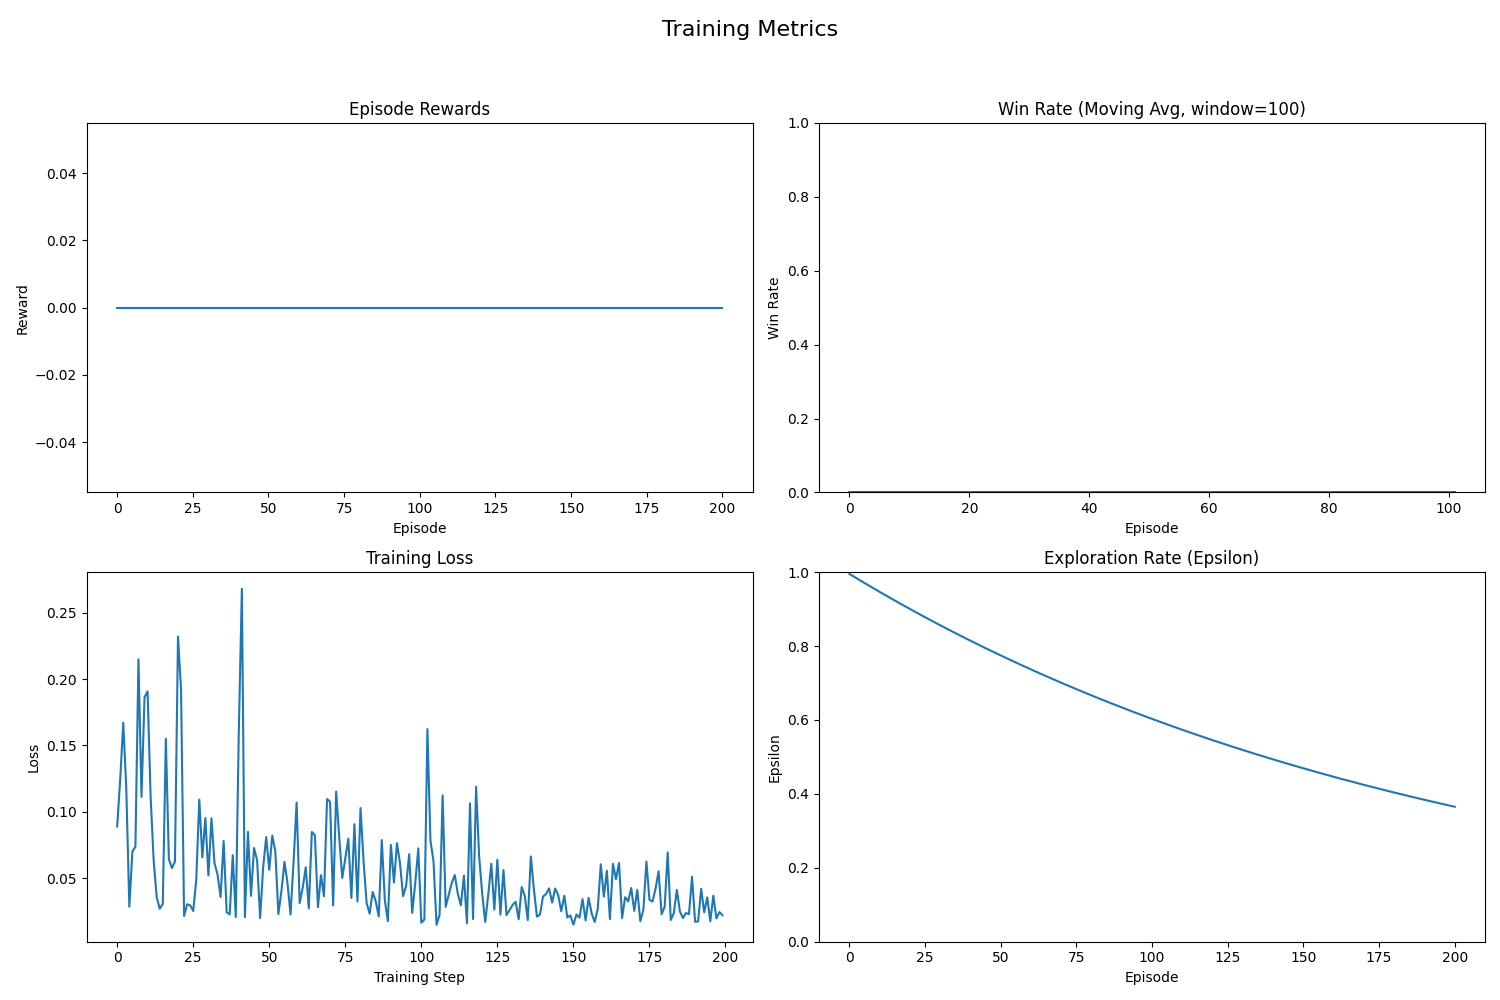 Training Metrics
Episode Rewards
0.04
0.02
0.00
−0.02
−0.04
Reward
0 25 50 75 100 125 150 175 200
Episode
Win Rate (Moving Avg, window=100)
1.0
0.8
0.6
0.4
0.2
0.0
Win Rate
0 20 40 60 80 100
Episode
Training Loss
0.25
0.20
0.15
0.10
0.05
Loss
0 25 50 75 100 125 150 175 200
Training Step
Exploration Rate (Epsilon)
1.0
0.8
0.6
0.4
0.2
0.0
Epsilon
0 25 50 75 100 125 150 175 200
Episode